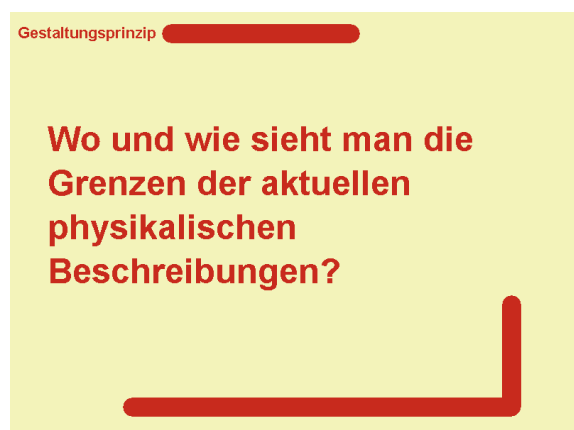 Gestaltungsprinzip
Wo und wie sieht man die
Grenzen der aktuellen
physikalischen
Beschreibungen?